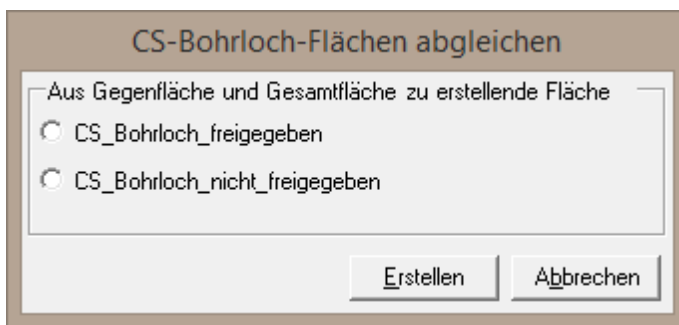 CS-Bohrloch-Flächen abgleichen
Aus Gegenfläche und Gesamtfläche zu erstellende Fläche
CS_Bohrloch_freigegeben
CS_Bohrloch_nicht_freigegeben
Erstellen Abbrechen